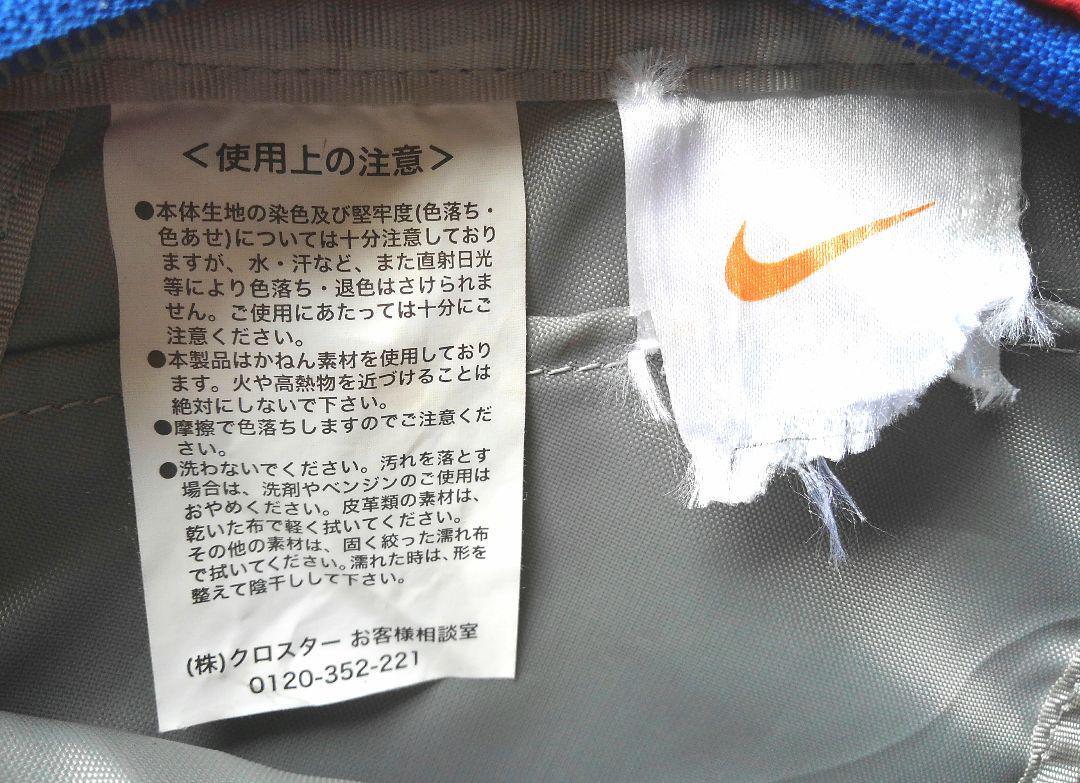 ＜使用上の注意＞
●本体生地の染色及び堅牢度(色落ち・
色あせ)については十分注意しており
ますが、水・汗など、また直射日光
等により色落ち・退色はさけられま
せん。ご使用にあたっては十分にご
注意ください。
●本製品はかねん素材を使用しており
ます。火や高熱物を近づけることは
絶対にしないで下さい。
●摩擦で色落ちしますのでご注意くだ
さい。
●洗わないでください。汚れを落とす
場合は、洗剤やベンジンのご使用は
おやめください。皮革類の素材は、
乾いた布で軽く拭いてください。
その他の素材は、固く絞った濡れ布
で拭いてください。濡れた時は、形を
整えて陰干しして下さい。
(株)クロスター お客様相談室
0120-352-221